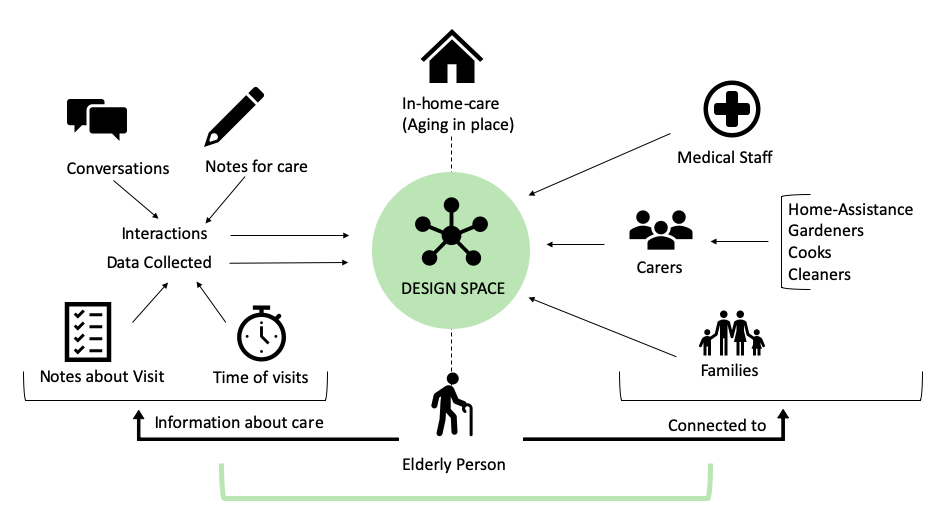 In-home-care
(Aging in place)
Conversations
Notes for care
Interactions
Data Collected
Notes about Visit
Time of visits
Information about care
DESIGN SPACE
Elderly Person
Medical Staff
Carers
Home-Assistance
Gardeners
Cooks
Cleaners
Families
Connected to